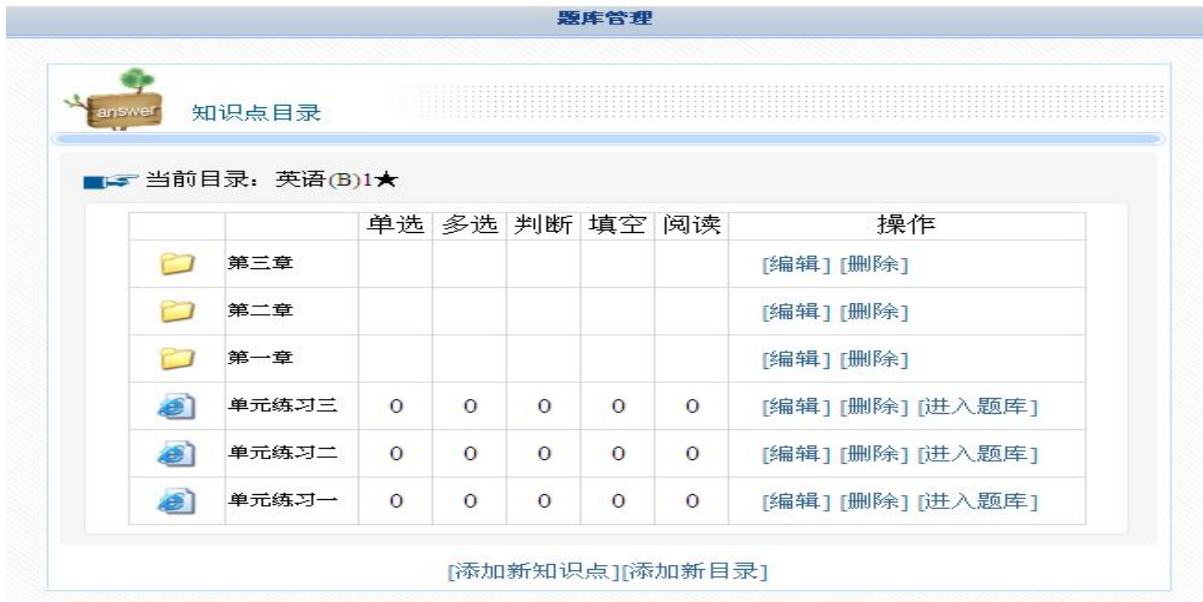 题库管理
answer
知识点目录
当前目录：英语(B)1★
单选 多选 判断 填空 阅读 操作
第三章 [编辑] [删除]
第二章 [编辑] [删除]
第一章 [编辑] [删除]
单元练习三 0 0 0 0 0 [编辑] [删除] [进入题库]
单元练习二 0 0 0 0 0 [编辑] [删除] [进入题库]
单元练习一 0 0 0 0 0 [编辑] [删除] [进入题库]
[添加新知识点][添加新目录]